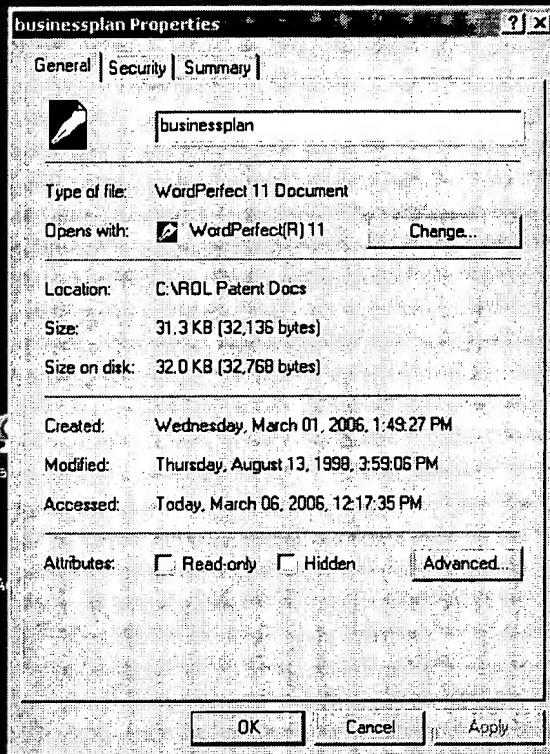 businessplan Properties ? ×
General Security Summary
businessplan
Type of file: WordPerfect 11 Document
Opens with: WordPerfect(R) 11 Change...
Location: C:\ROL Patent Docs
Size: 31.3 KB (32,136 bytes)
Size on disk: 32.0 KB (32,768 bytes)
Created: Wednesday, March 01, 2006, 1:49:27 PM
Modified: Thursday, August 13, 1998, 3:59:06 PM
Accessed: Today, March 06, 2006, 12:17:35 PM
Attributes: Read-only Hidden Advanced...
OK Cancel Apply